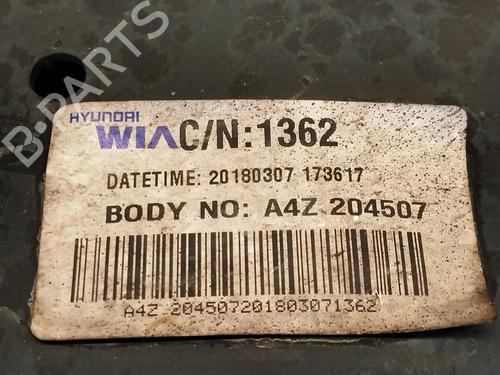 HYUNDAI
WIA C/N:1362
DATETIME: 20180307 173617
BODY NO: A4Z 204507
A4Z 204507201803071362
B-PARTS